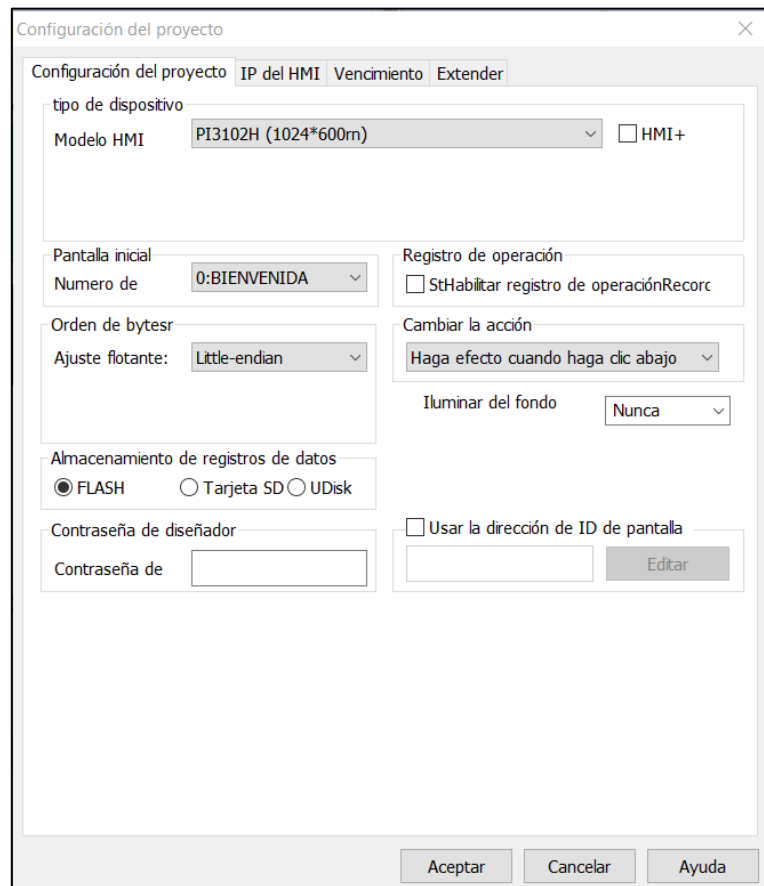 Configuración del proyecto
Configuración del proyecto IP del HMI Vencimiento Extender
tipo de dispositivo
Modelo HMI PI3102H (1024*600rn) HMI+
Pantalla inicial
Numero de 0:BIENVENIDA
Registro de operación
StHabilitar registro de operaciónRecorc
Orden de bytesr
Ajuste flotante: Little-endian
Cambiar la acción
Haga efecto cuando haga clic abajo
Iluminar del fondo Nunca
Almacenamiento de registros de datos
FLASH Tarjeta SD UDisk
Contraseña de diseñador
Contraseña de
Usar la dirección de ID de pantalla
Editar
Aceptar Cancelar Ayuda